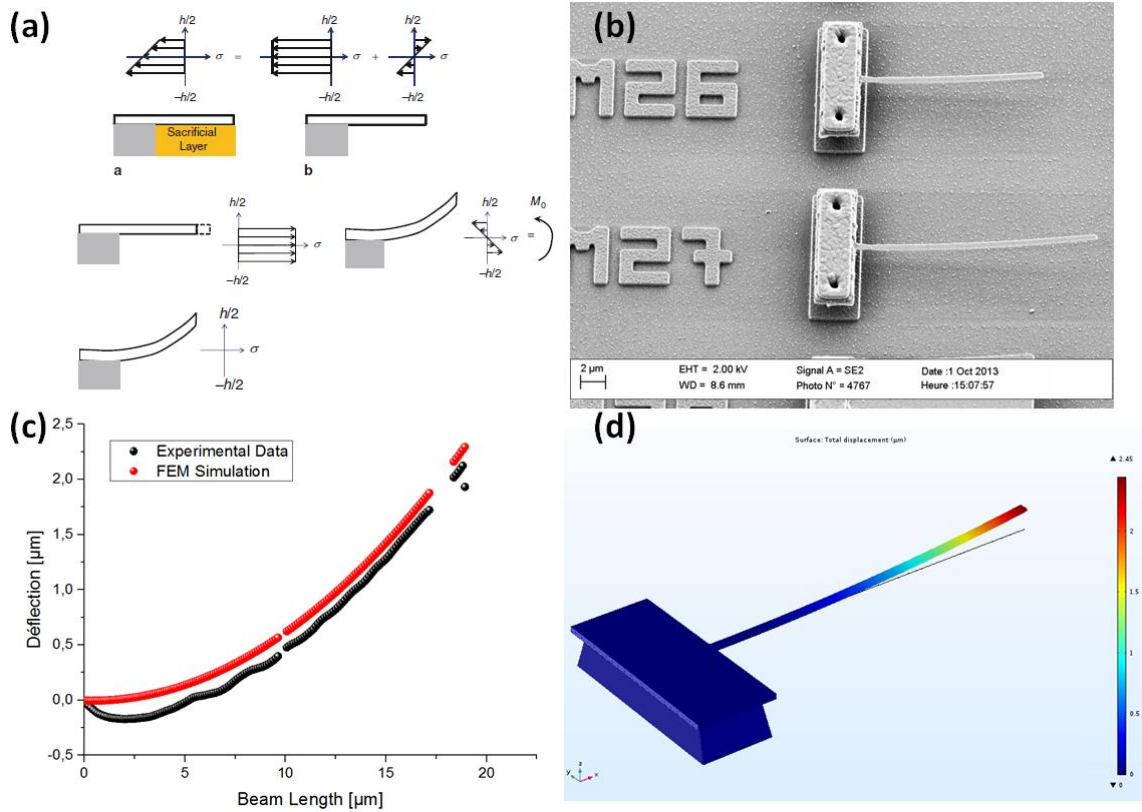 (a)
h/2
h/2
h/2
σ = σ + σ
−h/2
−h/2
−h/2
Sacrificial
Layer
a
b
h/2
σ
−h/2
h/2
M₀
σ =
−h/2
h/2
σ
−h/2
(b)
M26
M27
2 µm
EHT = 2.00 kV
WD = 8.6 mm
Signal A = SE2
Photo N° = 4767
Date :1 Oct 2013
Heure :15:07:57
(c)
2,5
2,0
1,5
1,0
0,5
0,0
-0,5
Déflection [µm]
Experimental Data
FEM Simulation
0
5
10
15
20
Beam Length [µm]
(d)
Surface: Total displacement (µm)
▲ 2.45
2
1.5
1
0.5
0
▼ 0
z
y
x